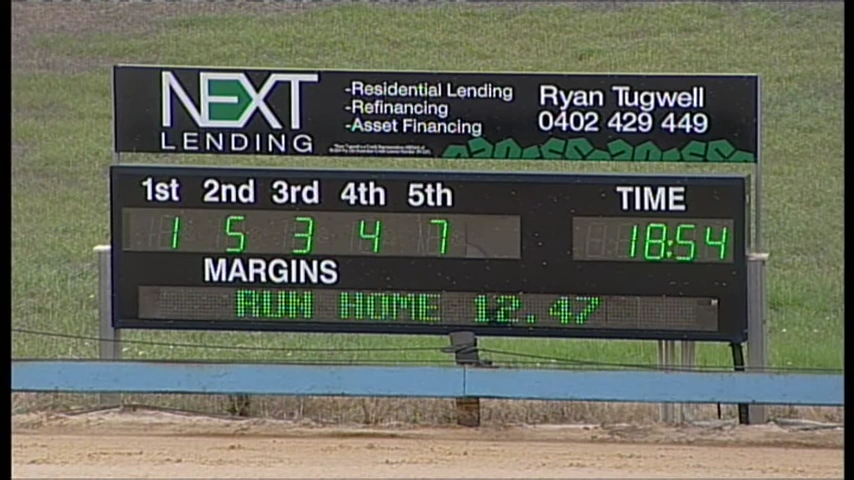 NEXT
LENDING
-Residential Lending
-Refinancing
-Asset Financing
Ryan Tugwell
0402 429 449
1st 2nd 3rd 4th 5th TIME
1 5 3 4 7 18:54
MARGINS
RUN HOME 12.47